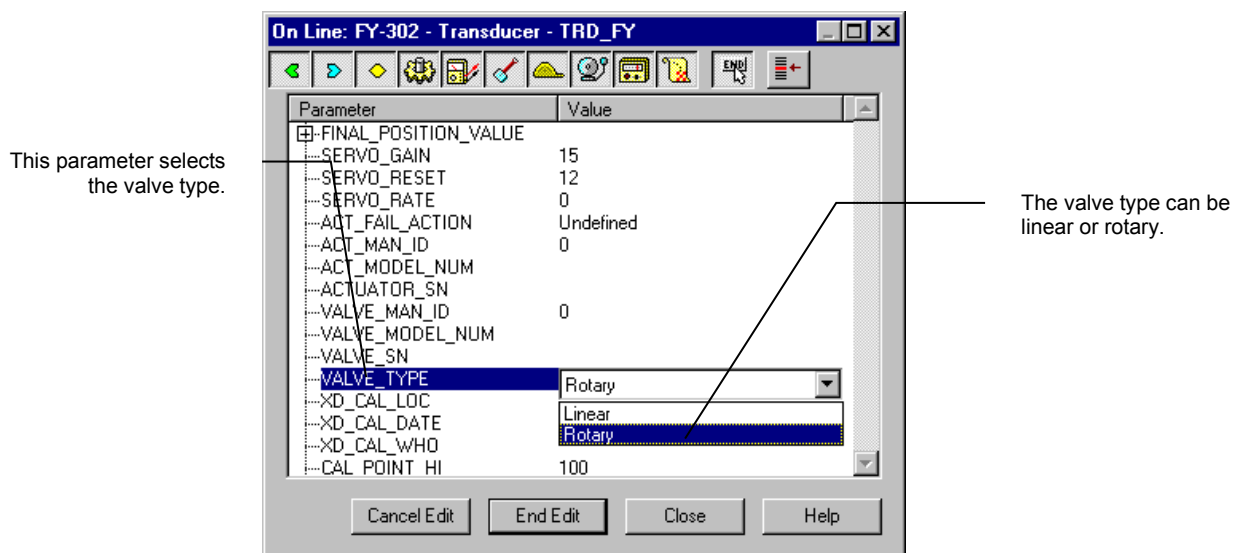 On Line: FY-302 - Transducer - TRD_FY
END
Parameter Value
FINAL_POSITION_VALUE
SERVO_GAIN 15
SERVO_RESET 12
SERVO_RATE 0
ACT_FAIL_ACTION Undefined
ACT_MAN_ID 0
ACT_MODEL_NUM
ACTUATOR_SN
VALVE_MAN_ID 0
VALVE_MODEL_NUM
VALVE_SN
VALVE_TYPE Rotary
XD_CAL_LOC Linear
XD_CAL_DATE Rotary
XD_CAL_WHO
CAL_POINT_HI 100
Cancel Edit End Edit Close Help
This parameter selects
the valve type.
The valve type can be
linear or rotary.